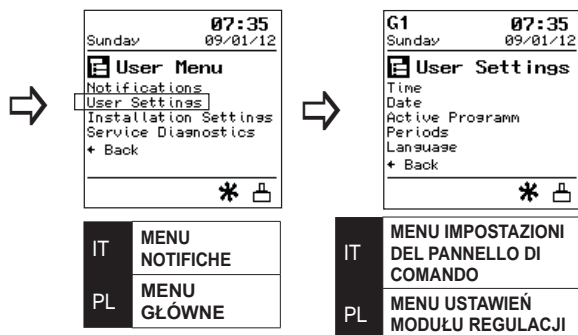 07:35
Sunday 09/01/12
User Menu
Notifications
User Settings
Installation Settings
Service Diagnostics
← Back
IT MENU NOTIFICHE
PL MENU GŁÓWNE
G1 07:35
Sunday 09/01/12
User Settings
Time
Date
Active Programm
Periods
Language
← Back
IT MENU IMPOSTAZIONI DEL PANNELLO DI COMANDO
PL MENU USTAWIEŃ MODUŁU REGULACJI